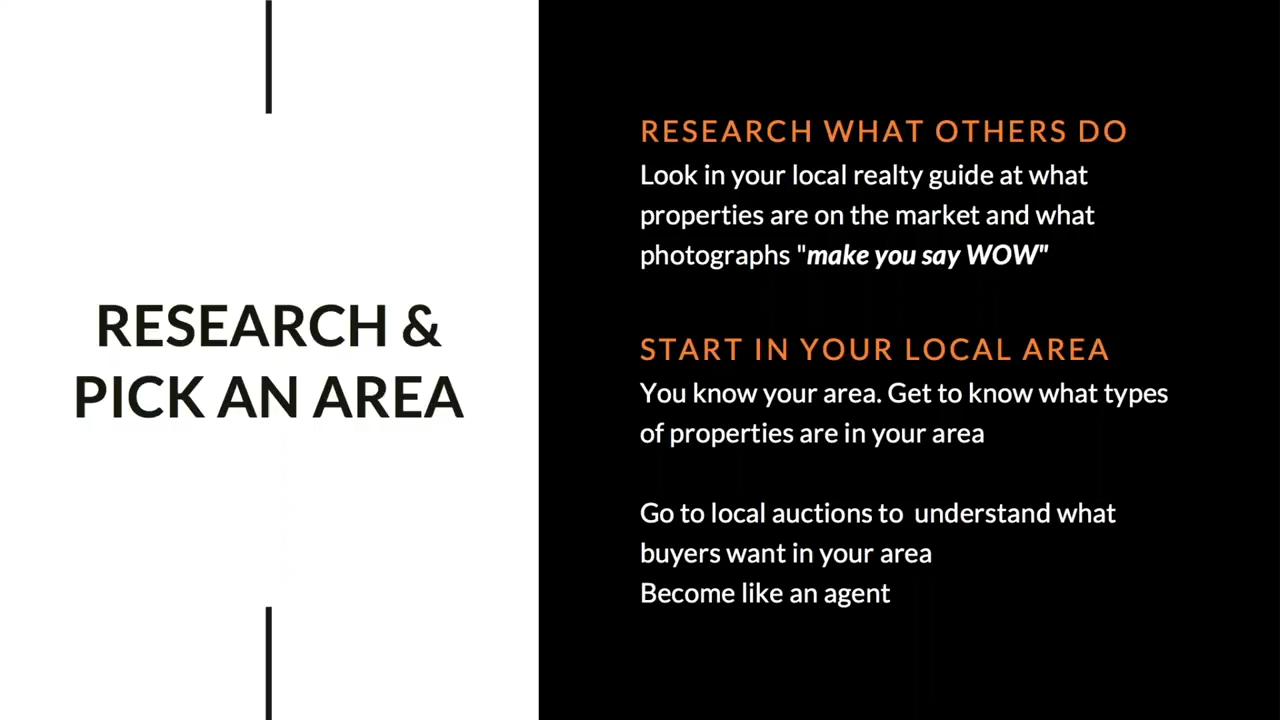 RESEARCH &
PICK AN AREA
RESEARCH WHAT OTHERS DO
Look in your local realty guide at what
properties are on the market and what
photographs "make you say WOW"
START IN YOUR LOCAL AREA
You know your area. Get to know what types
of properties are in your area
Go to local auctions to  understand what
buyers want in your area
Become like an agent